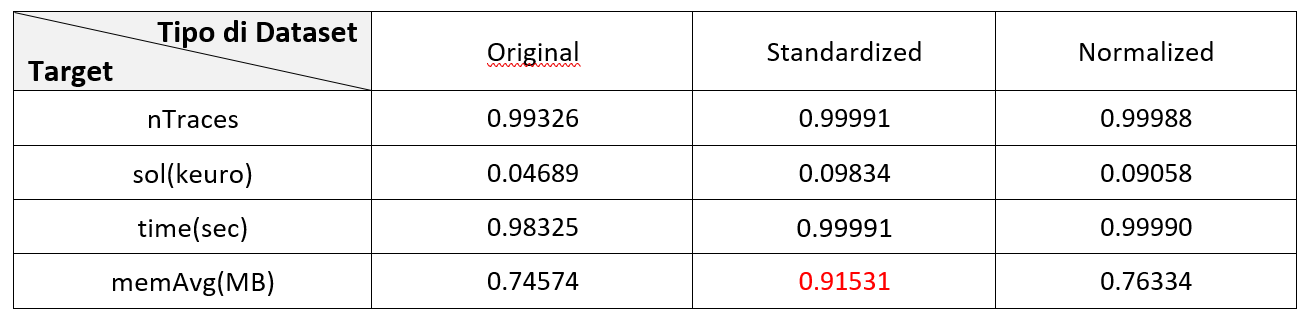 Tipo di Dataset
Target
Original
Standardized
Normalized
nTraces
0.99326
0.99991
0.99988
sol(keuro)
0.04689
0.09834
0.09058
time(sec)
0.98325
0.99991
0.99990
memAvg(MB)
0.74574
0.91531
0.76334